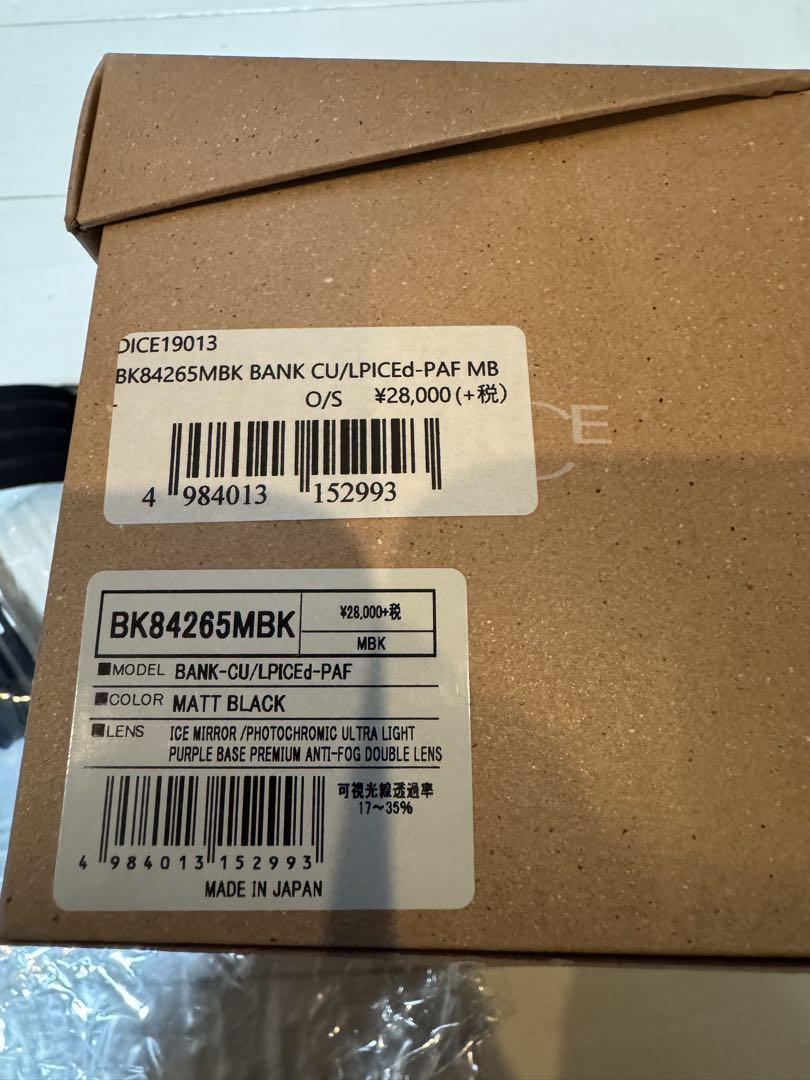 DICE19013
BK84265MBK BANK CU/LPICEd-PAF MB
-
O/S ¥28,000(+税)
4 984013 152993
CE
BK84265MBK
¥28,000+税
MBK
■MODEL BANK-CU/LPICEd-PAF
■COLOR MATT BLACK
■LENS ICE MIRROR /PHOTOCHROMIC ULTRA LIGHT
PURPLE BASE PREMIUM ANTI-FOG DOUBLE LENS
可視光線透過率
17~35%
4 984013 152993
MADE IN JAPAN